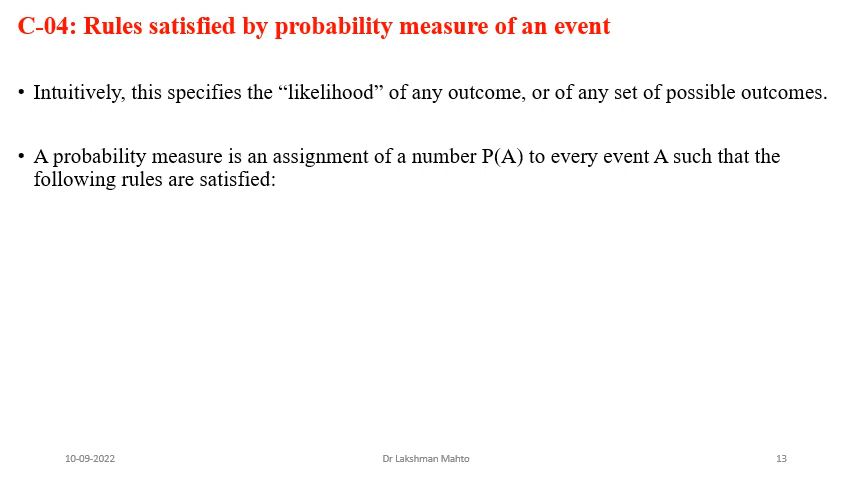 C-04: Rules satisfied by probability measure of an event
• Intuitively, this specifies the “likelihood” of any outcome, or of any set of possible outcomes.
• A probability measure is an assignment of a number P(A) to every event A such that the
following rules are satisfied:
10-09-2022 Dr Lakshman Mahto 13